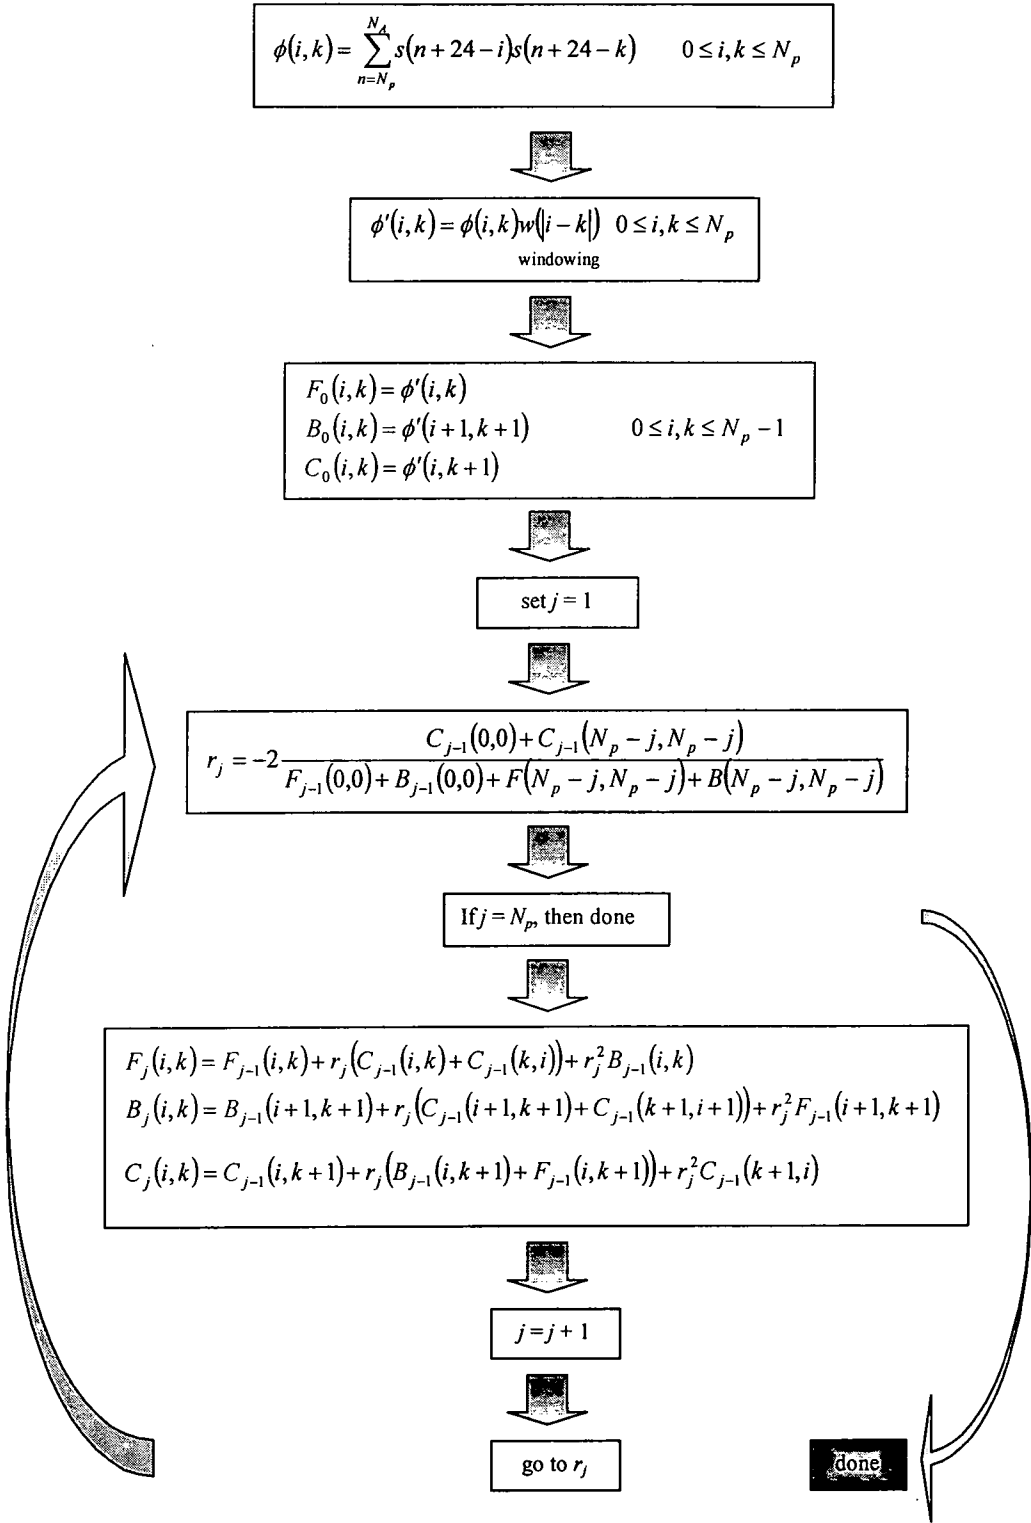 ϕ(i,k) = ∑_{n=N_p}^{N_A} s(n+24−i)s(n+24−k) 0≤i,k≤N_p
ϕ'(i,k) = ϕ(i,k)w(|i−k|) 0≤i,k≤N_p
windowing
F_0(i,k) = ϕ'(i,k)
B_0(i,k) = ϕ'(i+1,k+1) 0≤i,k≤N_p−1
C_0(i,k) = ϕ'(i,k+1)
set j = 1
r_j = −2 \frac{C_{j−1}(0,0)+C_{j−1}(N_p−j,N_p−j)}{F_{j−1}(0,0)+B_{j−1}(0,0)+F(N_p−j,N_p−j)+B(N_p−j,N_p−j)}
If j = N_p, then done
F_j(i,k) = F_{j−1}(i,k)+r_j(C_{j−1}(i,k)+C_{j−1}(k,i))+r_j^2 B_{j−1}(i,k)
B_j(i,k) = B_{j−1}(i+1,k+1)+r_j(C_{j−1}(i+1,k+1)+C_{j−1}(k+1,i+1))+r_j^2 F_{j−1}(i+1,k+1)
C_j(i,k) = C_{j−1}(i,k+1)+r_j(B_{j−1}(i,k+1)+F_{j−1}(i,k+1))+r_j^2 C_{j−1}(k+1,i)
j = j + 1
go to r_j
done